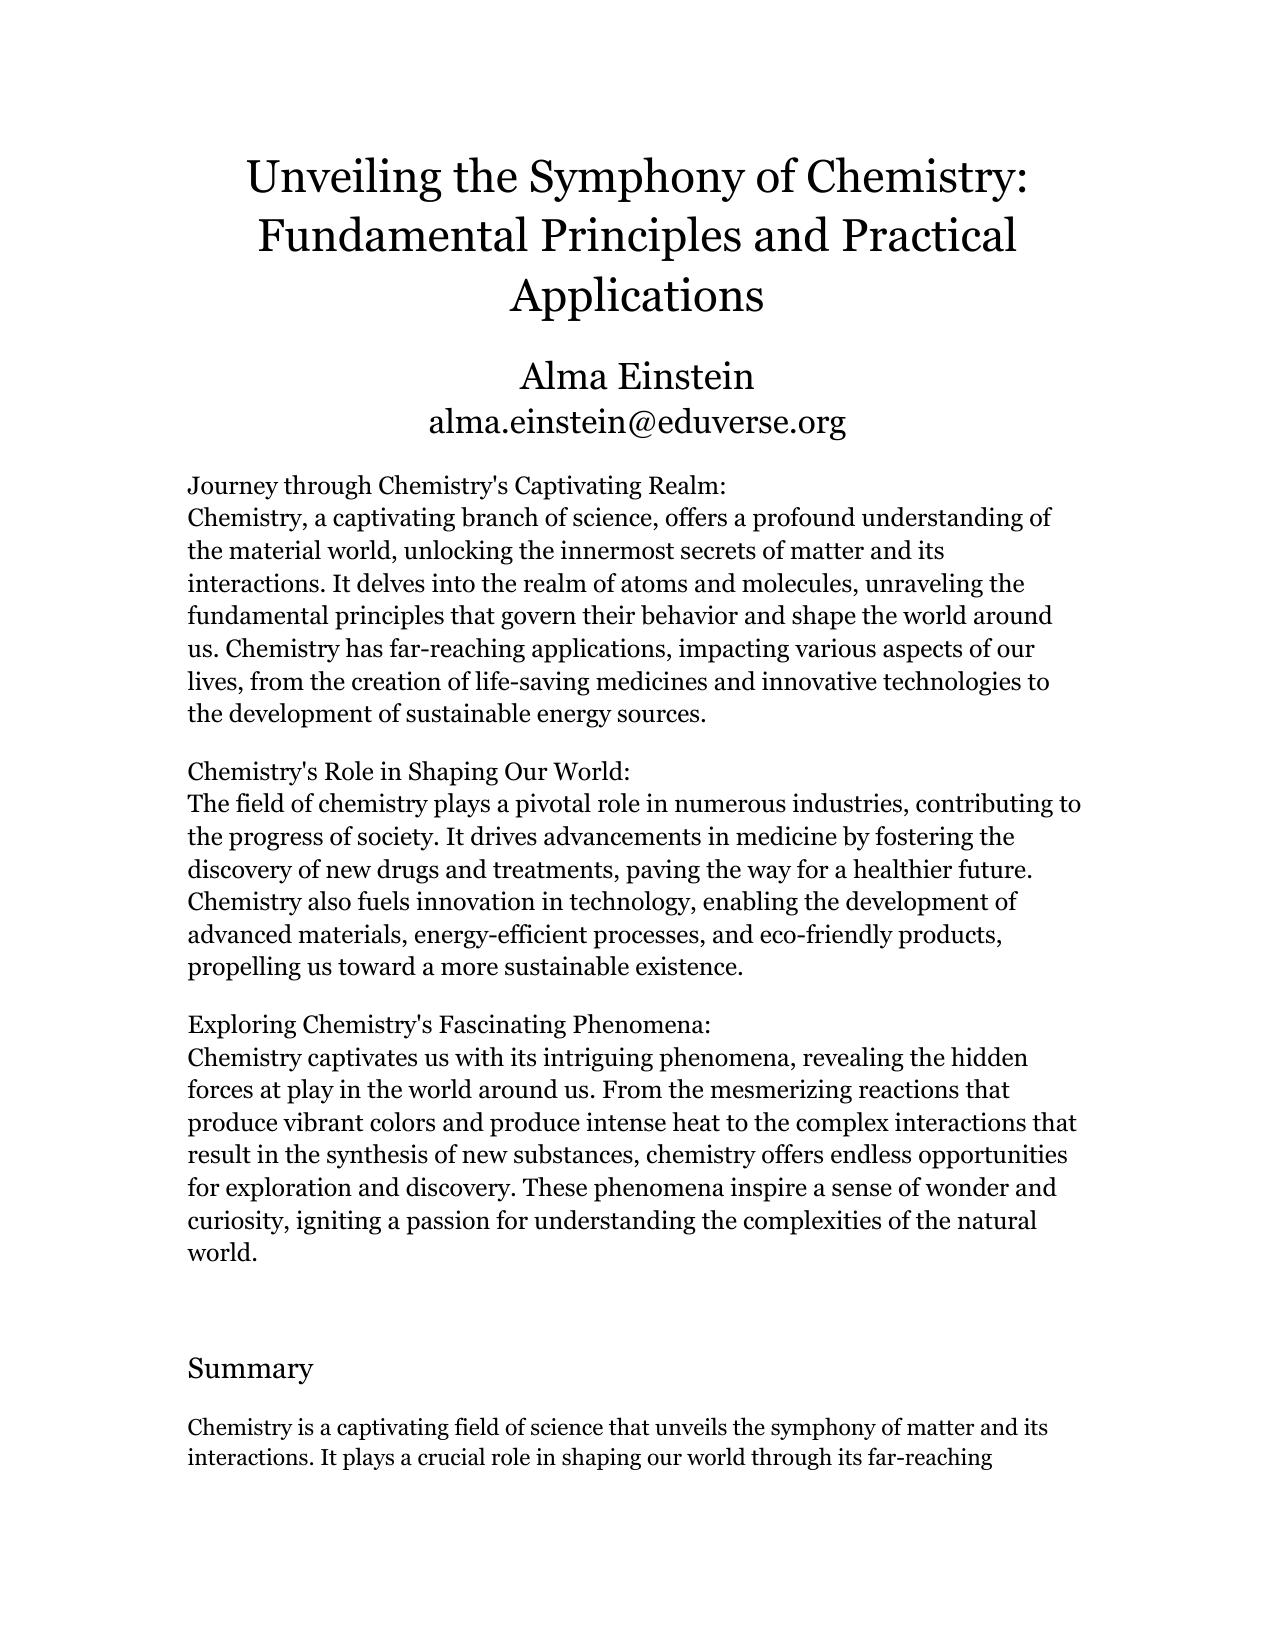 Unveiling the Symphony of Chemistry:
Fundamental Principles and Practical
Applications
Alma Einstein
alma.einstein@eduverse.org
Journey through Chemistry's Captivating Realm:
Chemistry, a captivating branch of science, offers a profound understanding of
the material world, unlocking the innermost secrets of matter and its
interactions. It delves into the realm of atoms and molecules, unraveling the
fundamental principles that govern their behavior and shape the world around
us. Chemistry has far-reaching applications, impacting various aspects of our
lives, from the creation of life-saving medicines and innovative technologies to
the development of sustainable energy sources.
Chemistry's Role in Shaping Our World:
The field of chemistry plays a pivotal role in numerous industries, contributing to
the progress of society. It drives advancements in medicine by fostering the
discovery of new drugs and treatments, paving the way for a healthier future.
Chemistry also fuels innovation in technology, enabling the development of
advanced materials, energy-efficient processes, and eco-friendly products,
propelling us toward a more sustainable existence.
Exploring Chemistry's Fascinating Phenomena:
Chemistry captivates us with its intriguing phenomena, revealing the hidden
forces at play in the world around us. From the mesmerizing reactions that
produce vibrant colors and produce intense heat to the complex interactions that
result in the synthesis of new substances, chemistry offers endless opportunities
for exploration and discovery. These phenomena inspire a sense of wonder and
curiosity, igniting a passion for understanding the complexities of the natural
world.
Summary
Chemistry is a captivating field of science that unveils the symphony of matter and its
interactions. It plays a crucial role in shaping our world through its far-reaching